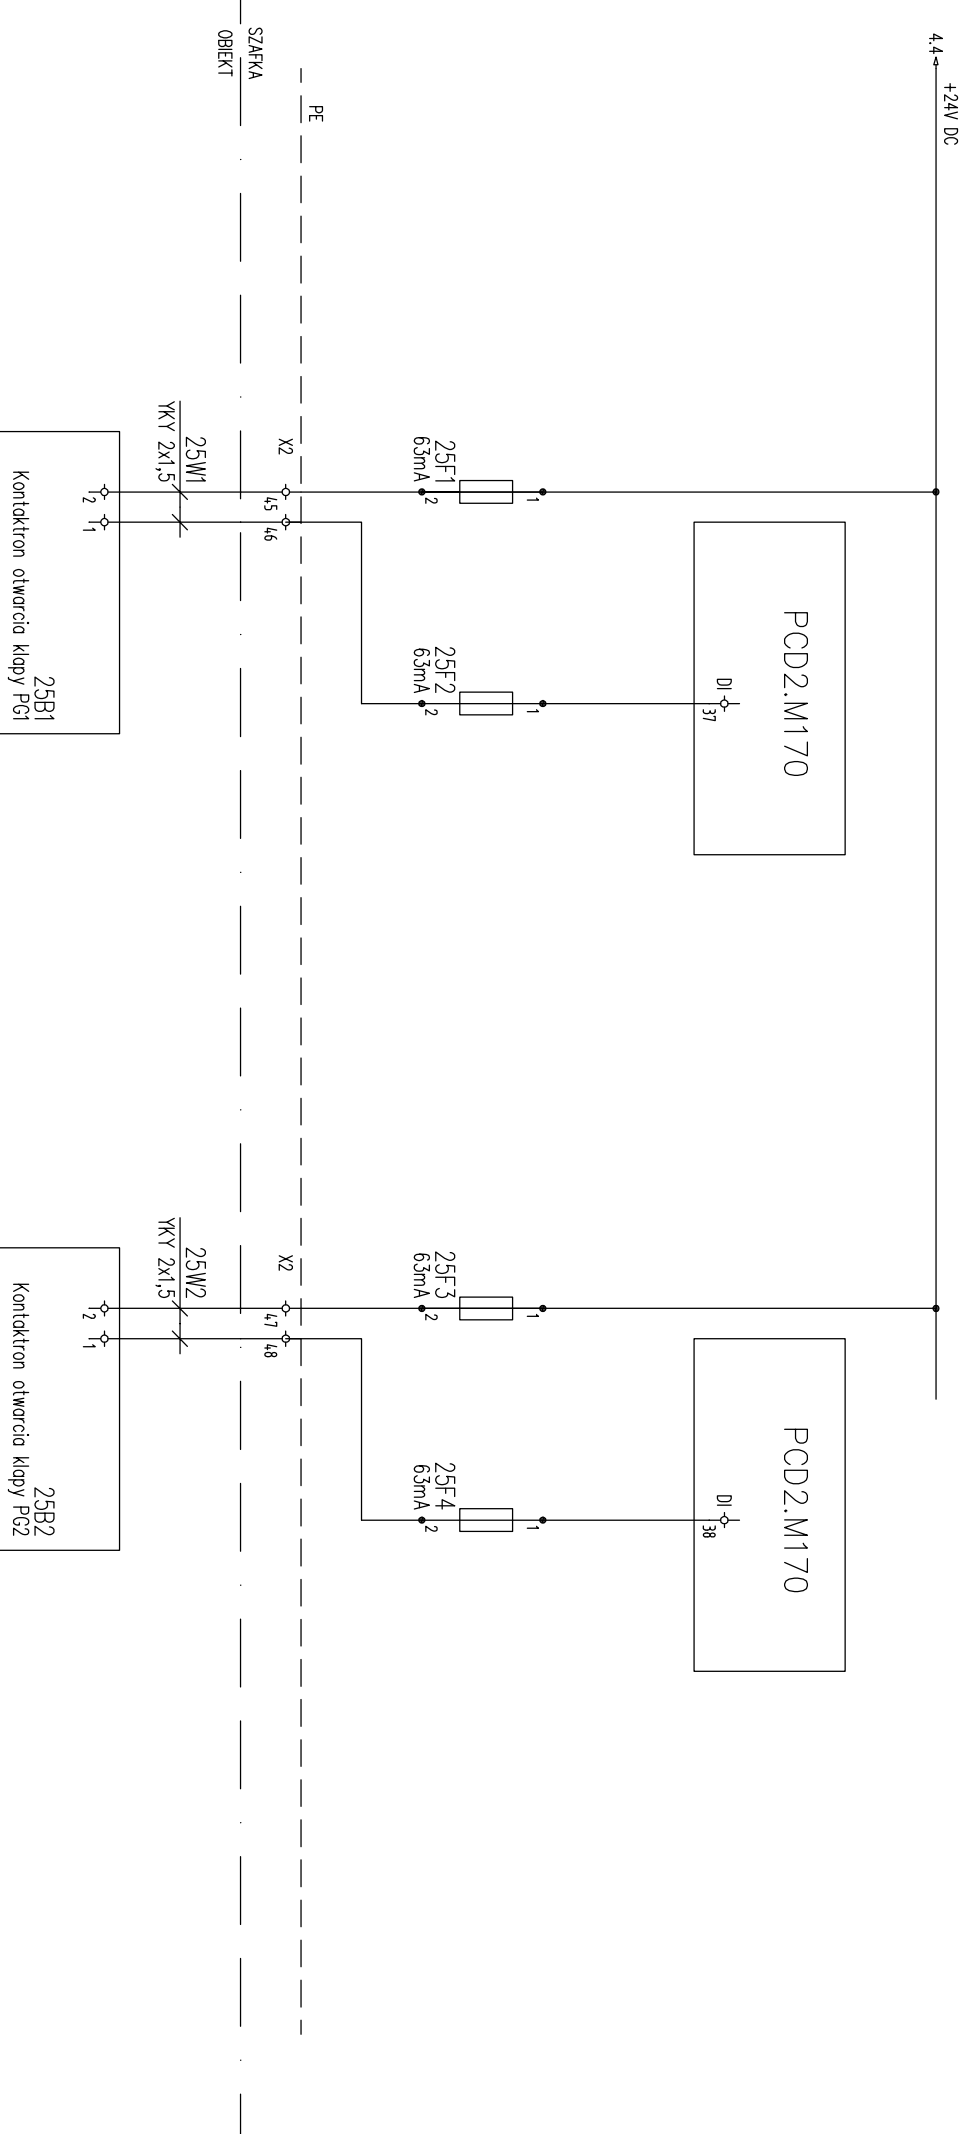 +24V DC
4.4
PCD2.M170
DI
37
PCD2.M170
DI
38
1
25F1
63mA
2
1
25F2
63mA
2
1
25F3
63mA
2
1
25F4
63mA
2
PE
X2
45
46
X2
47
48
SZAFKA
OBIEKT
25W1
YKY 2x1,5
25W2
YKY 2x1,5
2
1
25B1
Kontaktron otwarcia klapy PG1
2
1
25B2
Kontaktron otwarcia klapy PG2